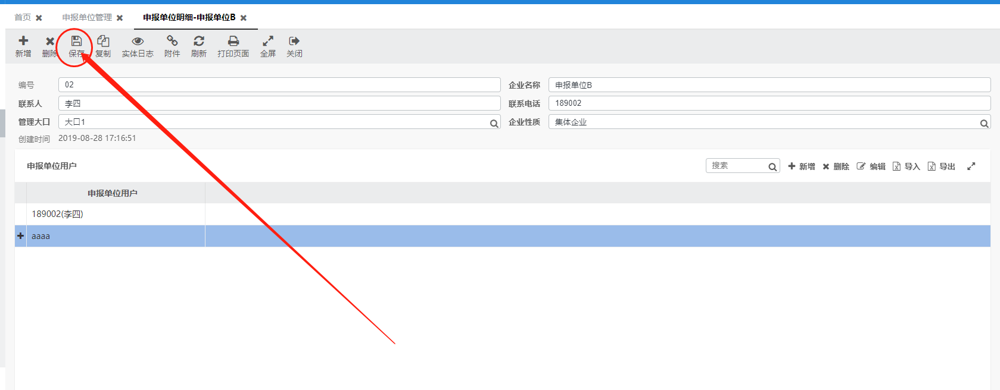 首页 申报单位管理 申报单位明细-申报单位B
新增 删除 保存 复制 实体日志 附件 刷新 打印页面 全屏 关闭
编号 02 企业名称 申报单位B
联系人 李四 联系电话 189002
管理大口 大口1 企业性质 集体企业
创建时间 2019-08-28 17:16:51
申报单位用户 搜索 新增 删除 编辑 导入 导出
申报单位用户
189002(李四)
aaaa